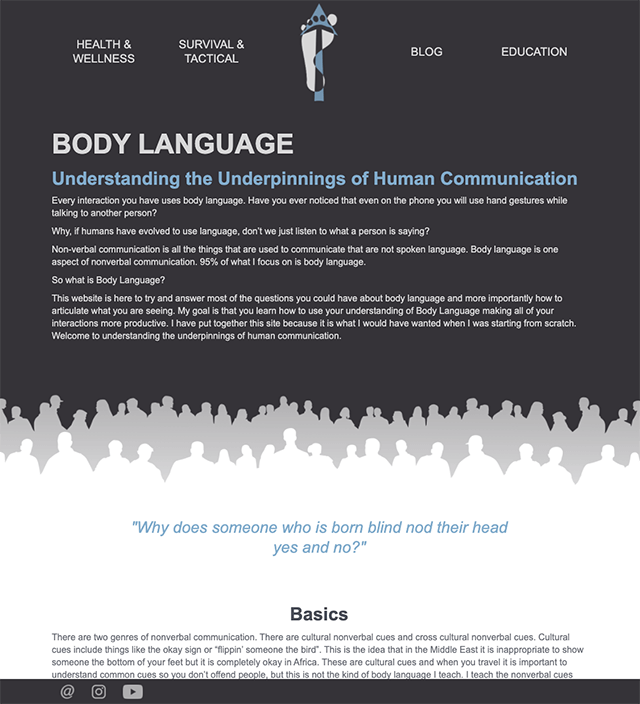 HEALTH &
WELLNESS
SURVIVAL &
TACTICAL
BLOG
EDUCATION
BODY LANGUAGE
Understanding the Underpinnings of Human Communication
Every interaction you have uses body language. Have you ever noticed that even on the phone you will use hand gestures while
talking to another person?
Why, if humans have evolved to use language, don't we just listen to what a person is saying?
Non-verbal communication is all the things that are used to communicate that are not spoken language. Body language is one
aspect of nonverbal communication. 95% of what I focus on is body language.
So what is Body Language?
This website is here to try and answer most of the questions you could have about body language and more importantly how to
articulate what you are seeing. My goal is that you learn how to use your understanding of Body Language making all of your
interactions more productive. I have put together this site because it is what I would have wanted when I was starting from scratch.
Welcome to understanding the underpinnings of human communication.
"Why does someone who is born blind nod their head
yes and no?"
Basics
There are two genres of nonverbal communication. There are cultural nonverbal cues and cross cultural nonverbal cues. Cultural
cues include things like the okay sign or “flippin’ someone the bird”. This is the idea that in the Middle East it is inappropriate to show
someone the bottom of your feet but it is completely okay in Africa. These are cultural cues and when you travel it is important to
understand common cues so you don't offend people, but this is not the kind of body language I teach. I teach the nonverbal cues
@